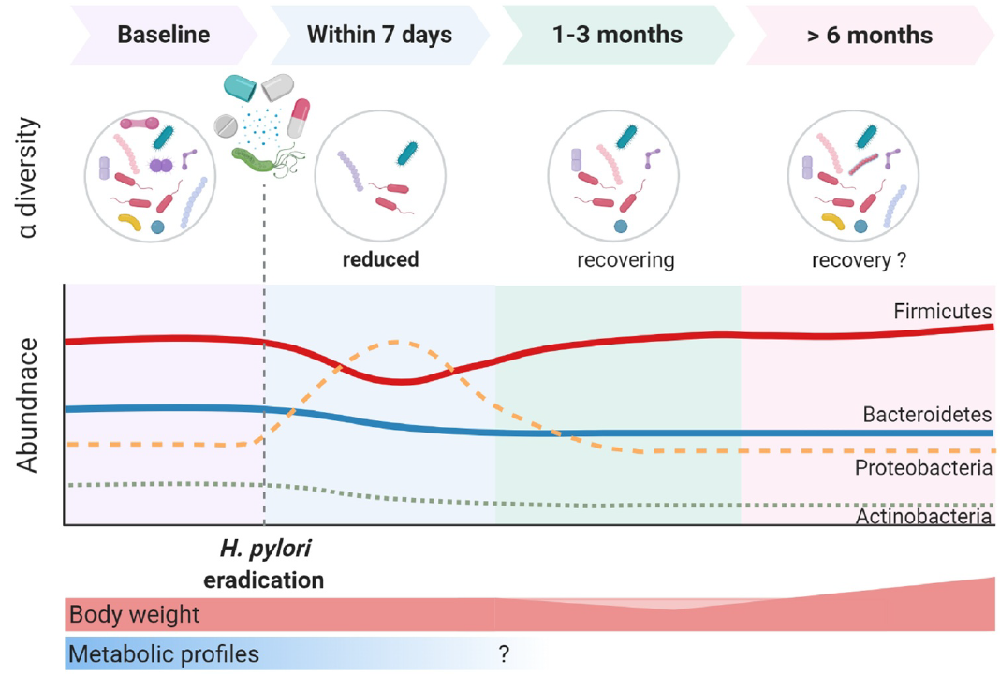 Baseline
Within 7 days
1-3 months
> 6 months
α diversity
reduced
recovering
recovery ?
Abundnace
Firmicutes
Bacteroidetes
Proteobacteria
Actinobacteria
H. pylori
eradication
Body weight
Metabolic profiles
?